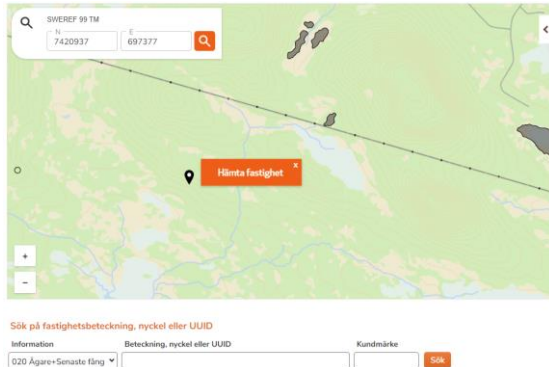 SWEREF 99 TM
N E
7420937 697377
x
Hämta fastighet
+
−
Sök på fastighetsbeteckning, nyckel eller UUID
Information Beteckning, nyckel eller UUID Kundmärke
020 Ägare+Senaste fång Sök